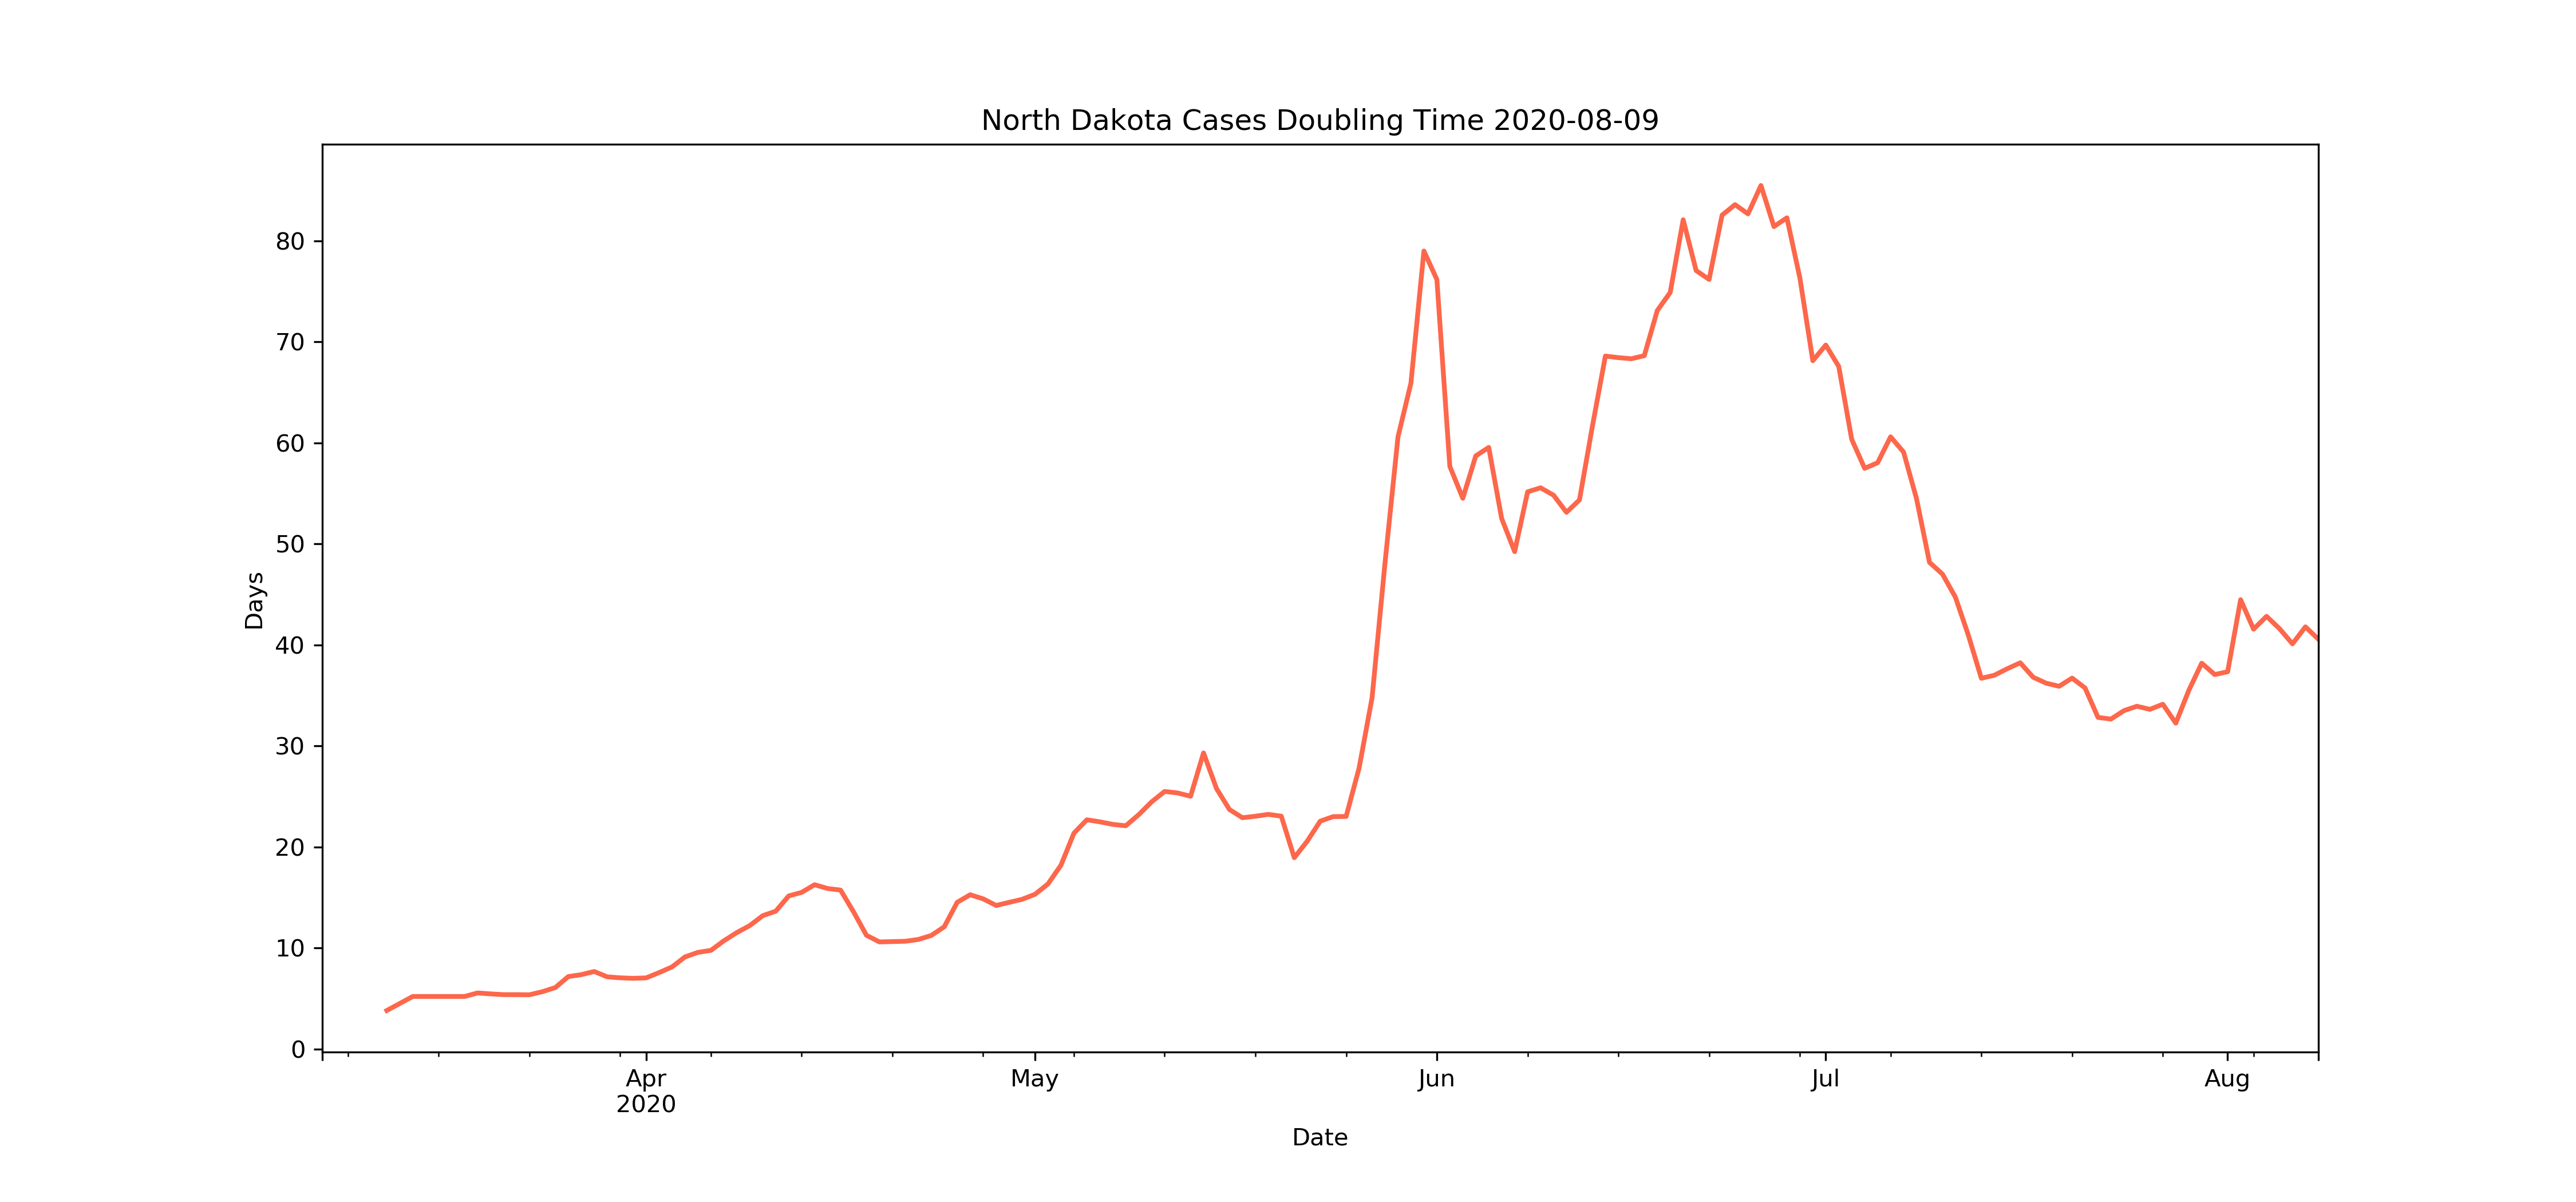 North Dakota Cases Doubling Time 2020-08-09
80
70
60
50
40
30
20
10
0
Days
Apr
2020
May
Jun
Jul
Aug
Date